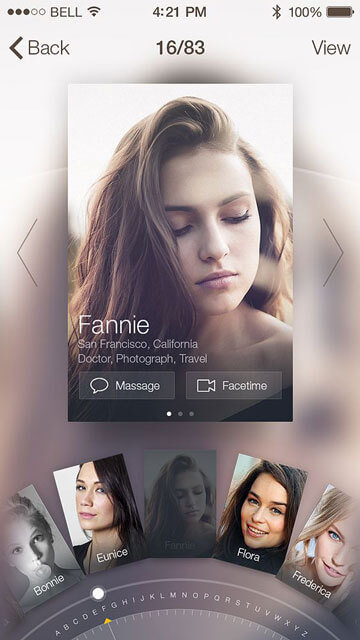 BELL 4:21 PM 100%
Back 16/83 View
Fannie
San Francisco, California
Doctor, Photograph, Travel
Massage Facetime
Bonnie Eunice Fannie Flora Frederica
A B C D E F G H I J K L M N O P Q R S T U V W X Y Z